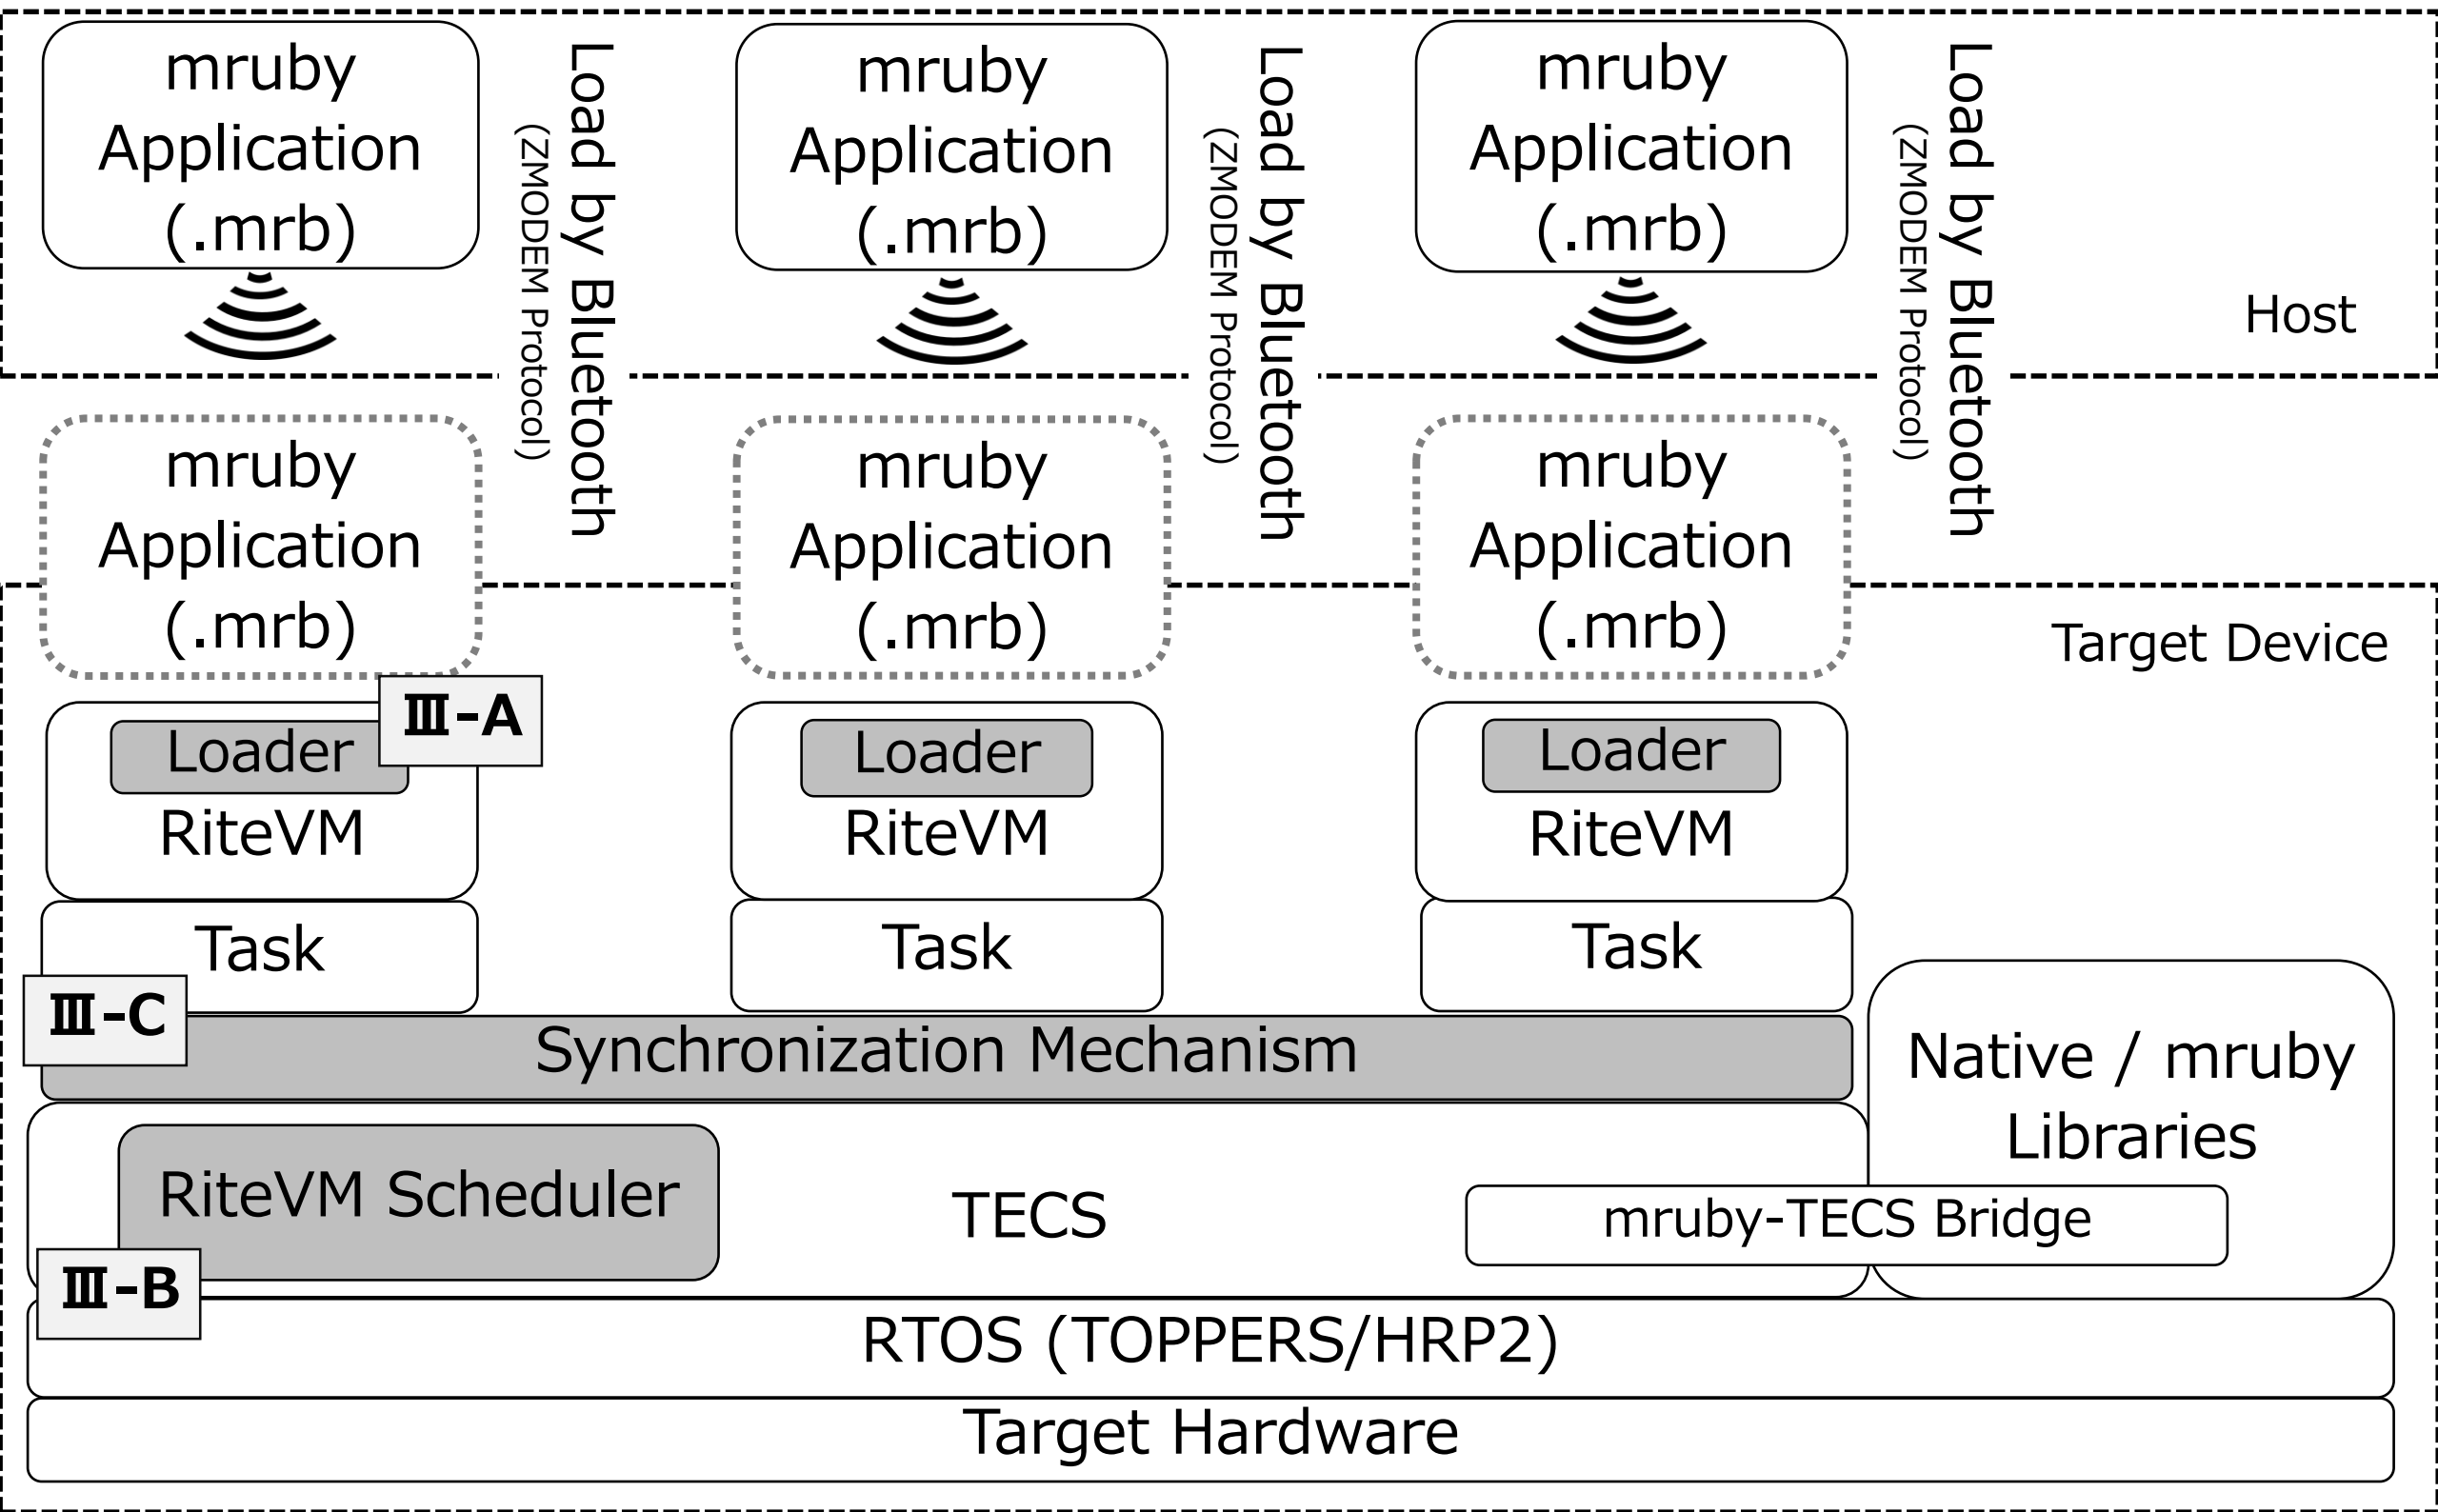 mruby
Application
(.mrb)
Load by Bluetooth
(ZMODEM Protocol)
mruby
Application
(.mrb)
Load by Bluetooth
(ZMODEM Protocol)
mruby
Application
(.mrb)
Load by Bluetooth
(ZMODEM Protocol)
Host
mruby
Application
(.mrb)
mruby
Application
(.mrb)
mruby
Application
(.mrb)
Target Device
Ⅲ-A
Loader
RiteVM
Loader
RiteVM
Loader
RiteVM
Task
Task
Task
Ⅲ-C
Synchronization Mechanism
Native / mruby
Libraries
RiteVM Scheduler
TECS
mruby-TECS Bridge
Ⅲ-B
RTOS (TOPPERS/HRP2)
Target Hardware